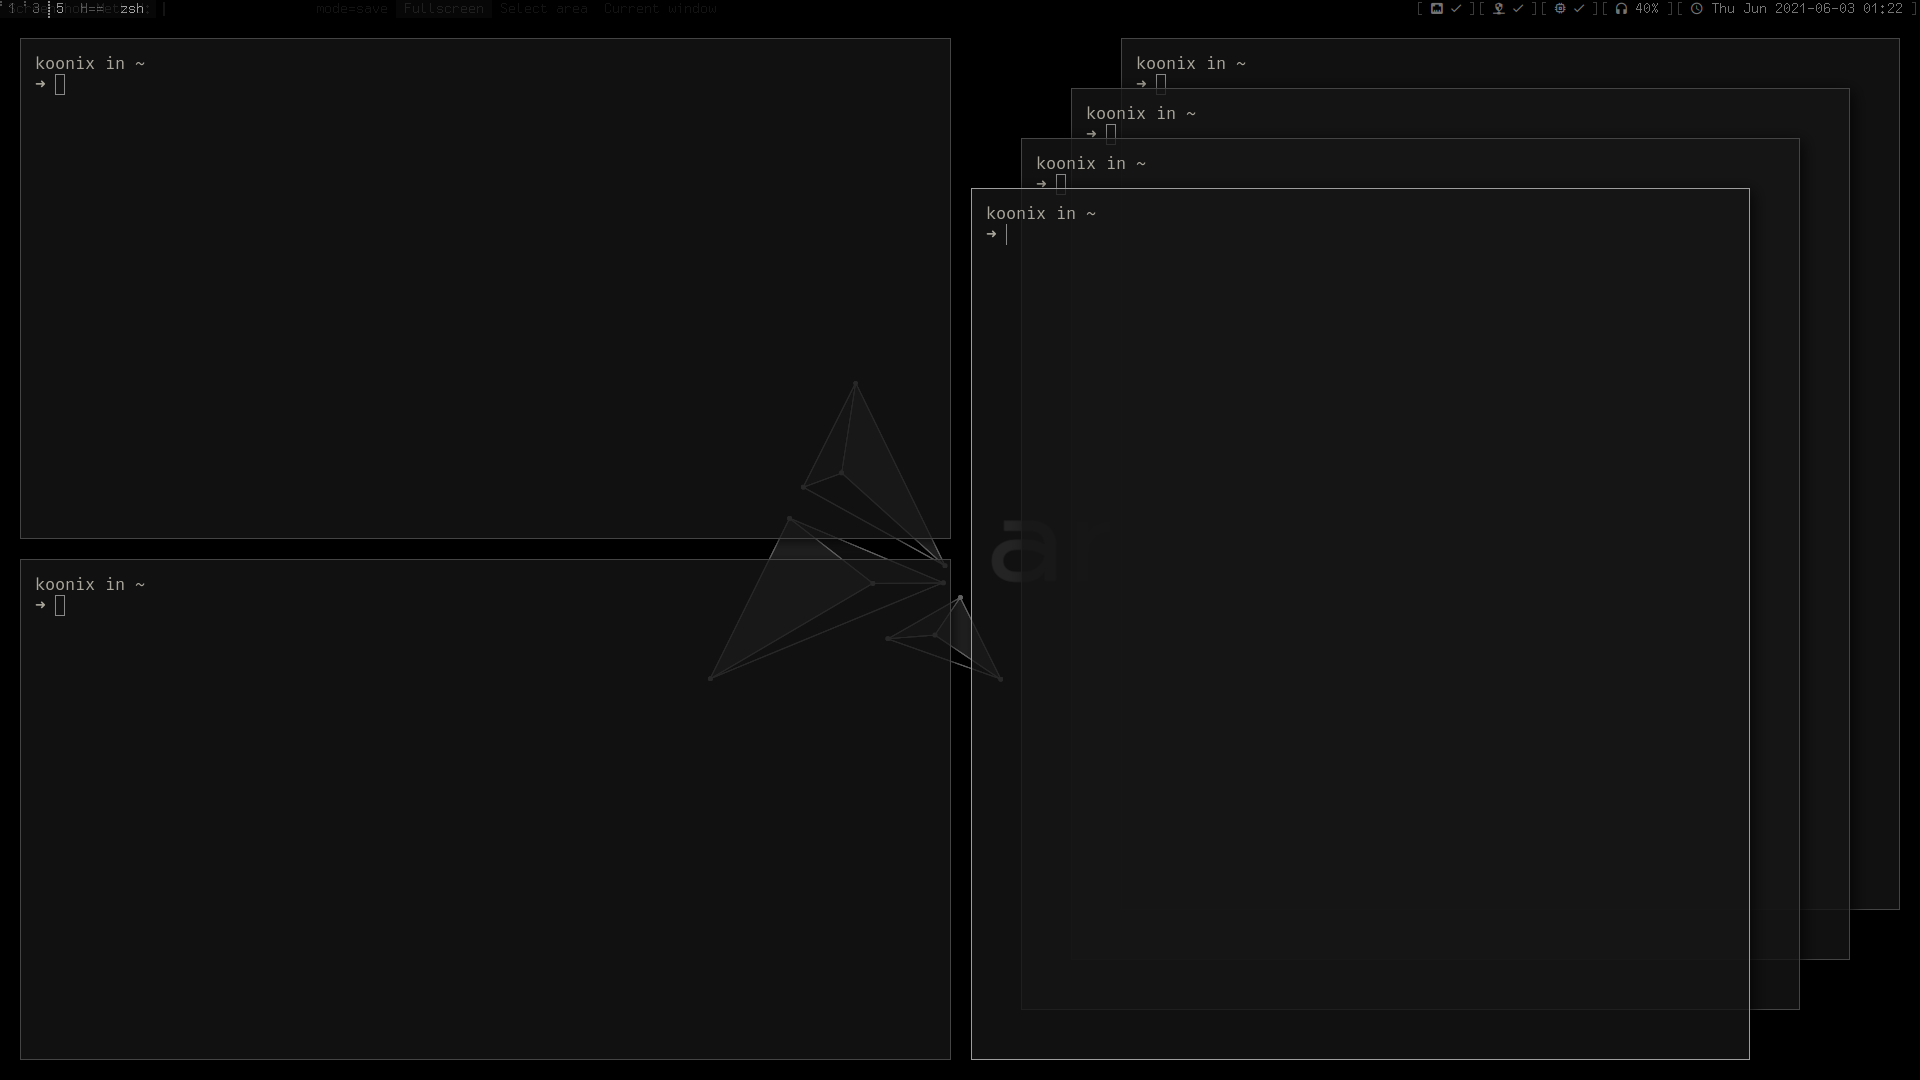 1 3 5 H== zsh mode=save Fullscreen Select area Current window [ ✓ ][ ✓ ][ ✓ ][ 40% ][ Thu Jun 2021-06-03 01:22 ]
koonix in ~
➜
koonix in ~
➜
koonix in ~
➜
koonix in ~
➜
koonix in ~
➜
koonix in ~
➜
ar